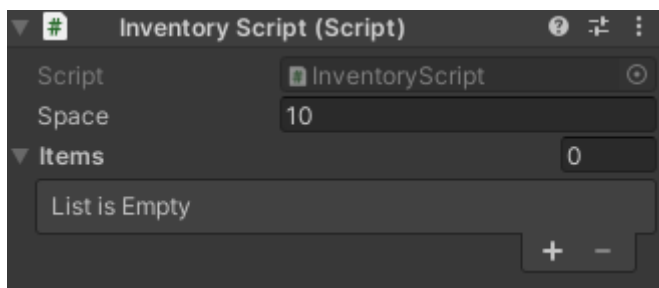 # Inventory Script (Script)
Script # InventoryScript
Space 10
Items 0
List is Empty
+ -